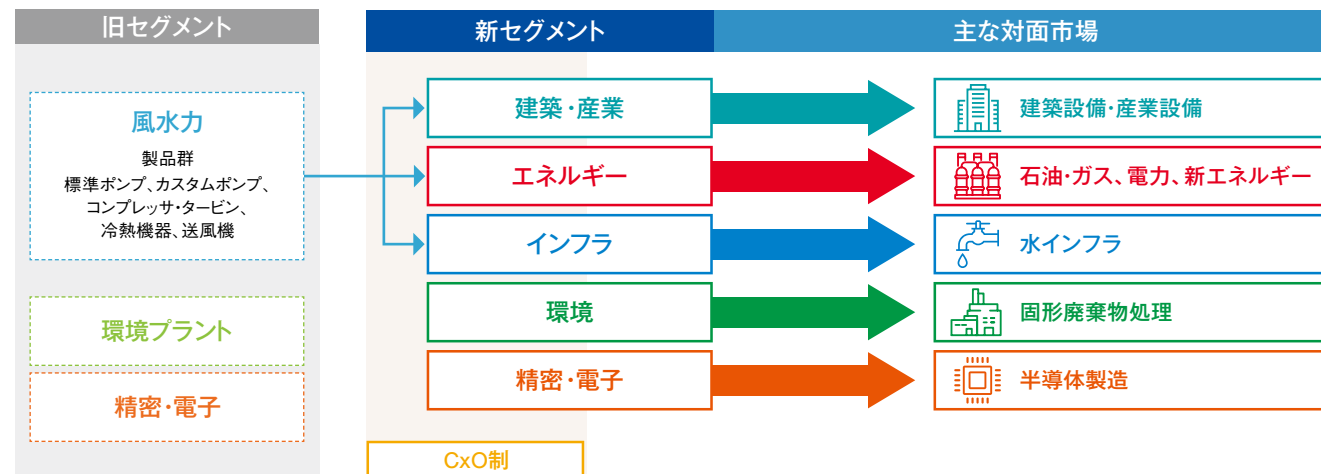 旧セグメント
風水力
製品群
標準ポンプ、カスタムポンプ、
コンプレッサ・タービン、
冷熱機器、送風機
環境プラント
精密・電子
新セグメント
主な対面市場
建築・産業
建築設備・産業設備
エネルギー
石油・ガス、電力、新エネルギー
インフラ
水インフラ
環境
固形廃棄物処理
精密・電子
半導体製造
CxO制